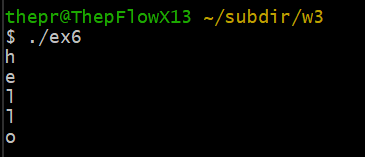 thepr@ThepFlowX13 ~/subdir/w3
$ ./ex6
h
e
l
l
o